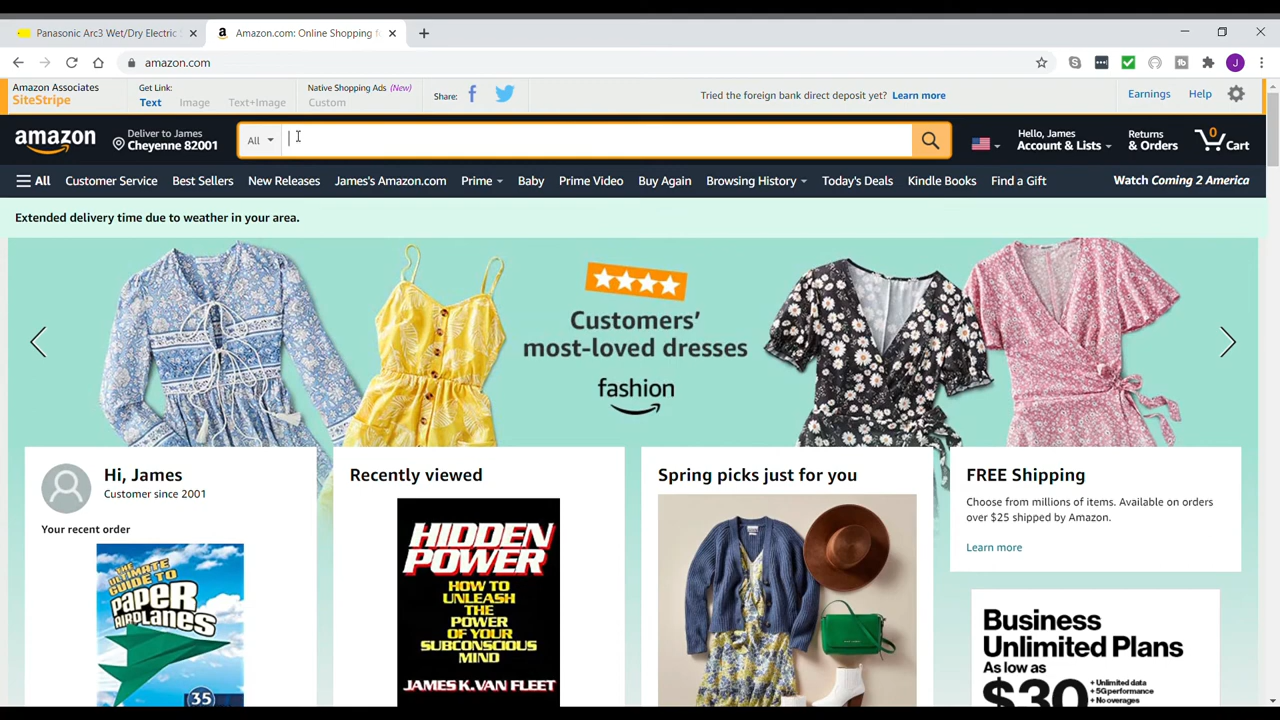 Panasonic Arc3 Wet/Dry Electric
Amazon.com: Online Shopping f
amazon.com
Amazon Associates
SiteStripe
Get Link:
Text
Image
Text+Image
Native Shopping Ads (New)
Custom
Share:
Tried the foreign bank direct deposit yet? Learn more
Earnings
Help
amazon
Deliver to James
Cheyenne 82001
All
Hello, James
Account & Lists
Returns
& Orders
0
Cart
All
Customer Service
Best Sellers
New Releases
James's Amazon.com
Prime
Baby
Prime Video
Buy Again
Browsing History
Today's Deals
Kindle Books
Find a Gift
Watch Coming 2 America
Extended delivery time due to weather in your area.
Customers'
most-loved dresses
fashion
Hi, James
Customer since 2001
Your recent order
THE ULTIMATE
GUIDE TO
PAPER
AIRPLANES
35
Recently viewed
HIDDEN
POWER
HOW TO
UNLEASH
THE
POWER
OF YOUR
SUBCONSCIOUS
MIND
JAMES K. VAN FLEET
Spring picks just for you
FREE Shipping
Choose from millions of items. Available on orders
over $25 shipped by Amazon.
Learn more
Business
Unlimited Plans
As low as
$30
+ Unlimited data
+ 5G performance
+ No overages
J